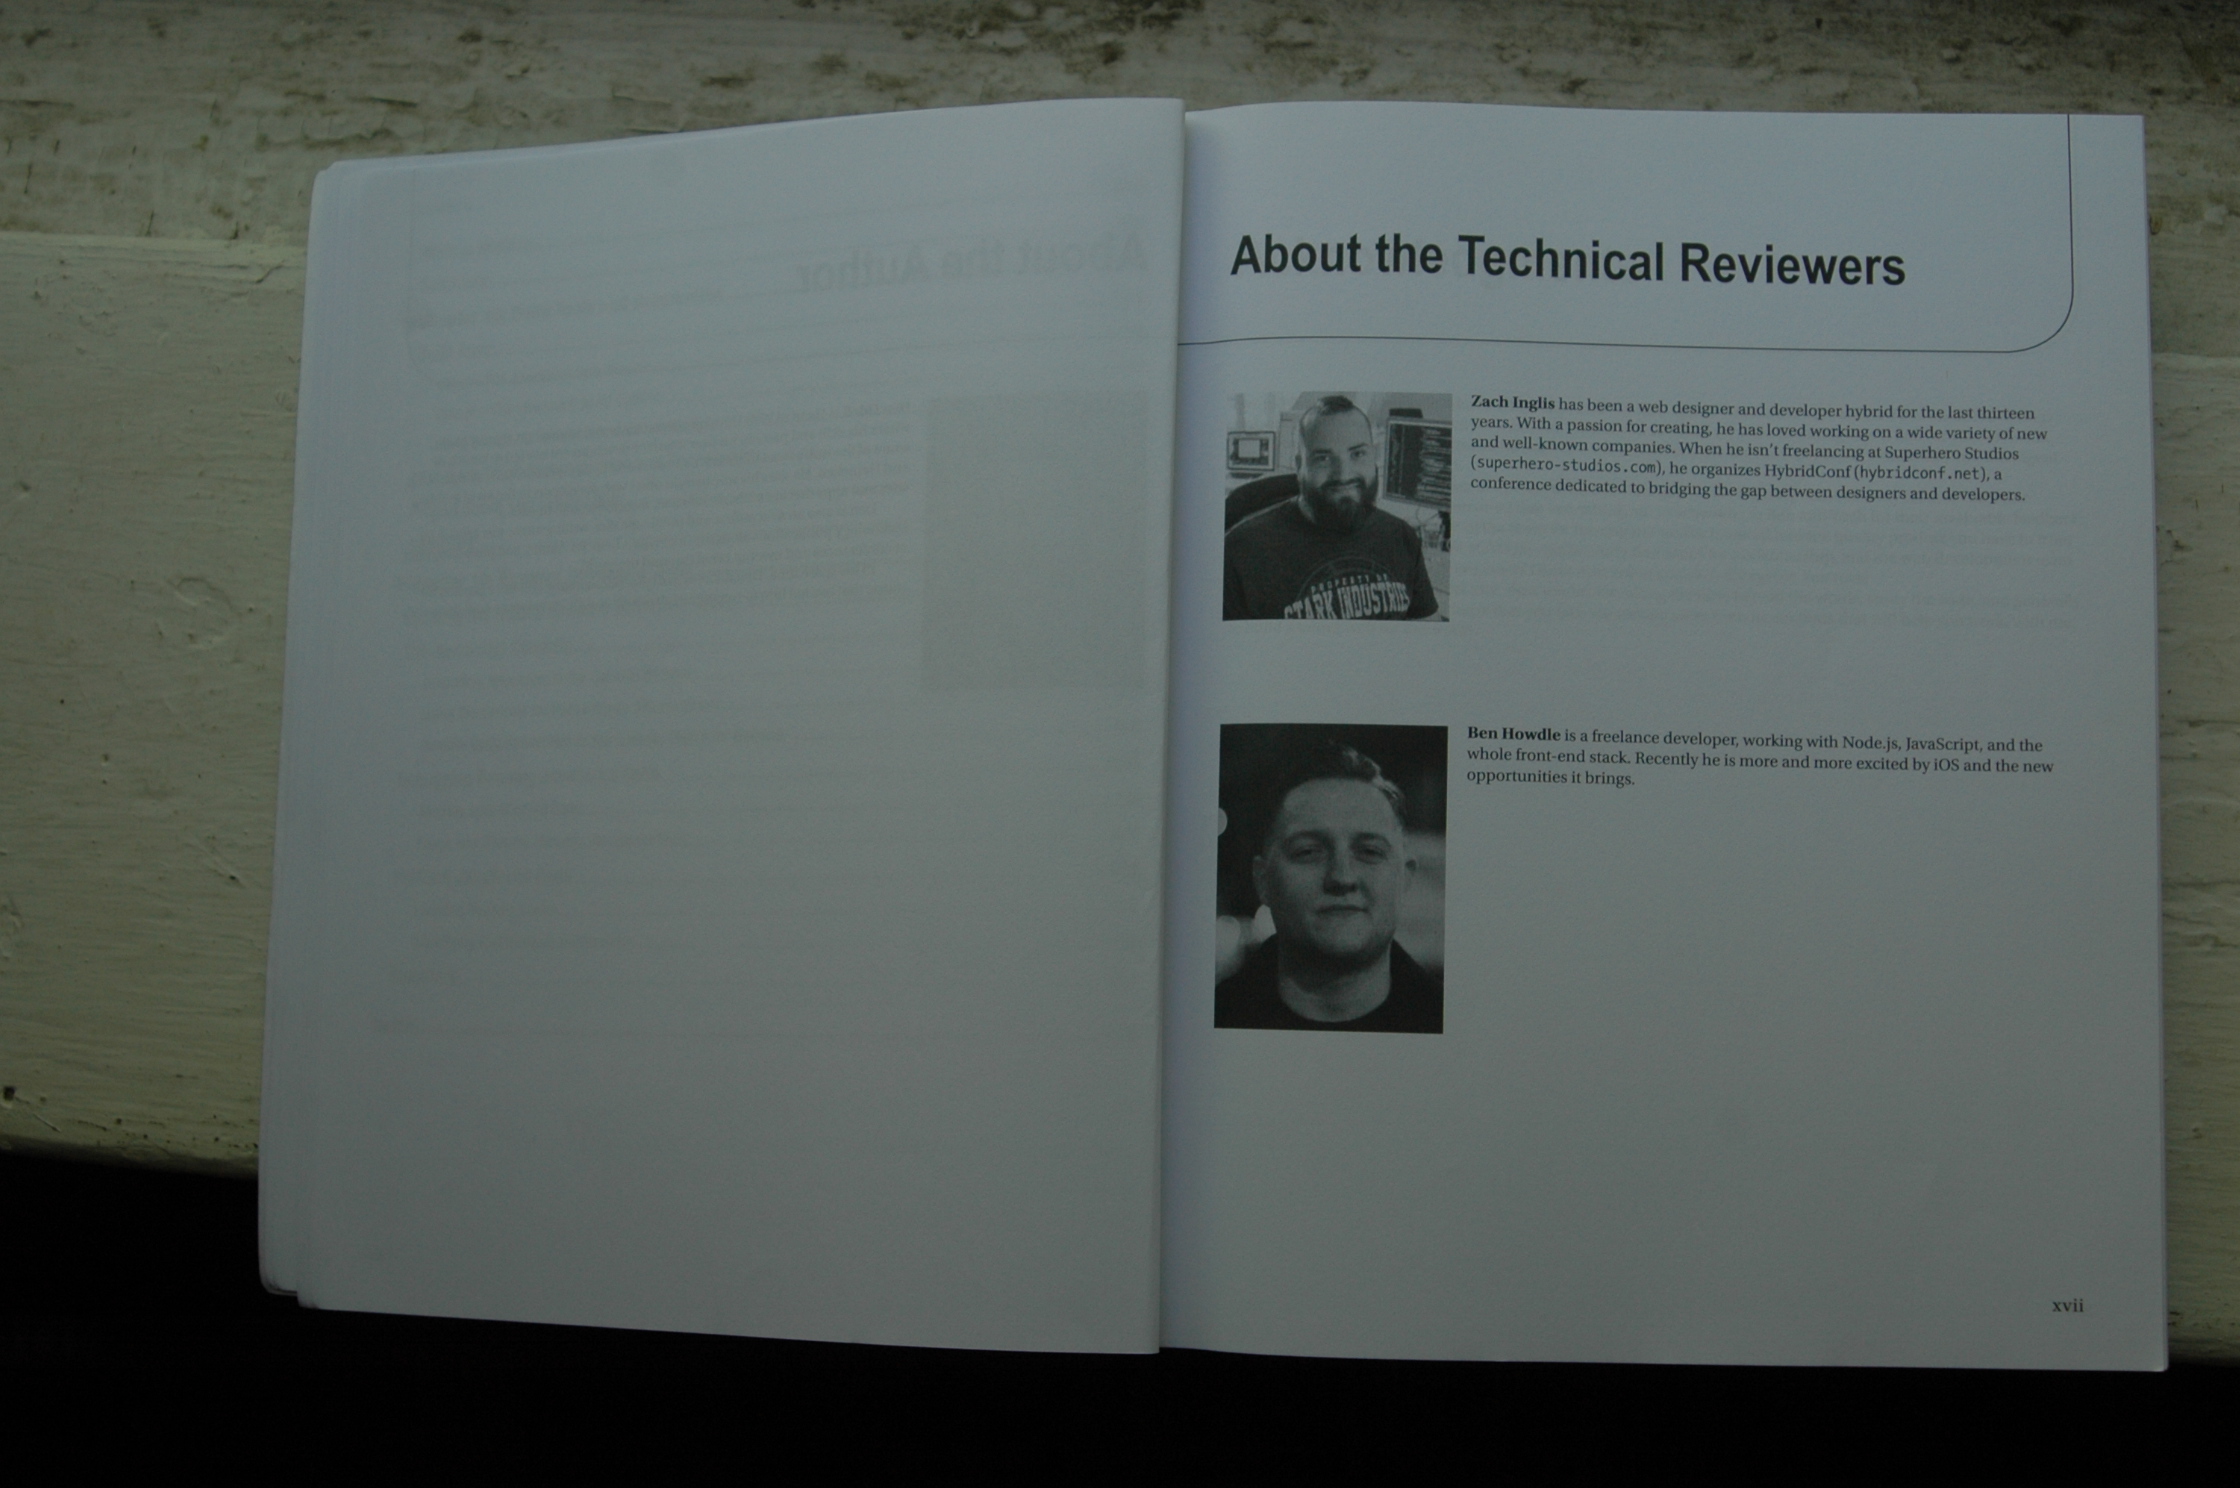 About the Technical Reviewers
Zach Inglis has been a web designer and developer hybrid for the last thirteen
years. With a passion for creating, he has loved working on a wide variety of new
and well-known companies. When he isn't freelancing at Superhero Studios
(superhero-studios.com), he organizes HybridConf (hybridconf.net), a
conference dedicated to bridging the gap between designers and developers.
STARK INDUSTRIES
Ben Howdle is a freelance developer, working with Node.js, JavaScript, and the
whole front-end stack. Recently he is more and more excited by iOS and the new
opportunities it brings.
xvii
About the Author